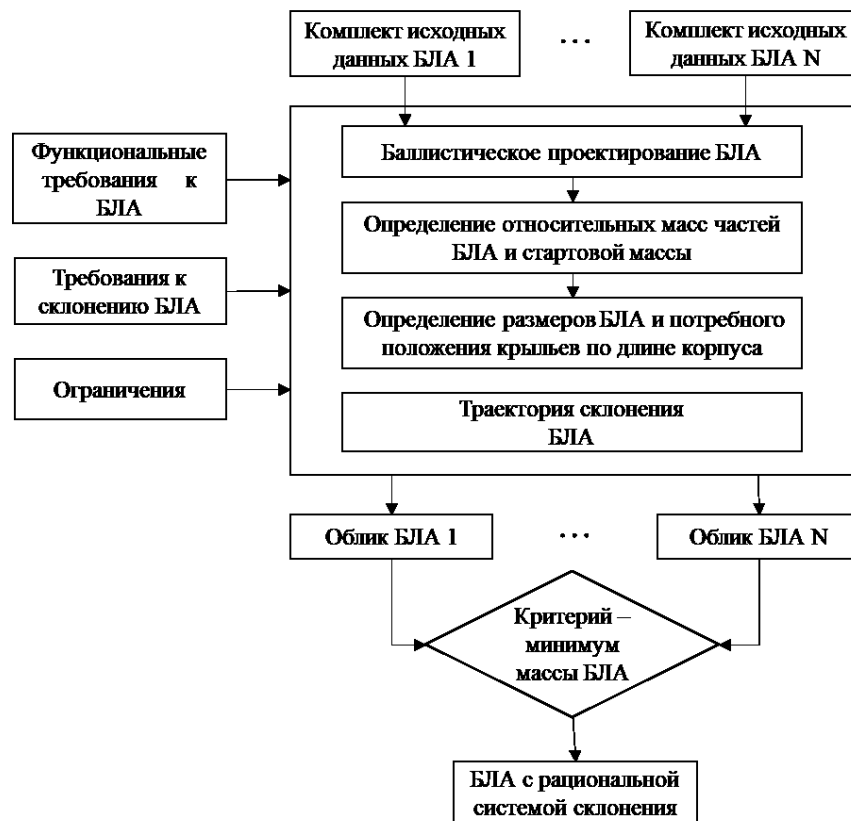 Комплект исходных
данных БЛА 1
...
Комплект исходных
данных БЛА N
Функциональные
требования к
БЛА
Требования к
склонению БЛА
Ограничения
Баллистическое проектирование БЛА
Определение относительных масс частей
БЛА и стартовой массы
Определение размеров БЛА и потребного
положения крыльев по длине корпуса
Траектория склонения
БЛА
Облик БЛА 1
...
Облик БЛА N
Критерий –
минимум
массы БЛА
БЛА с рациональной
системой склонения